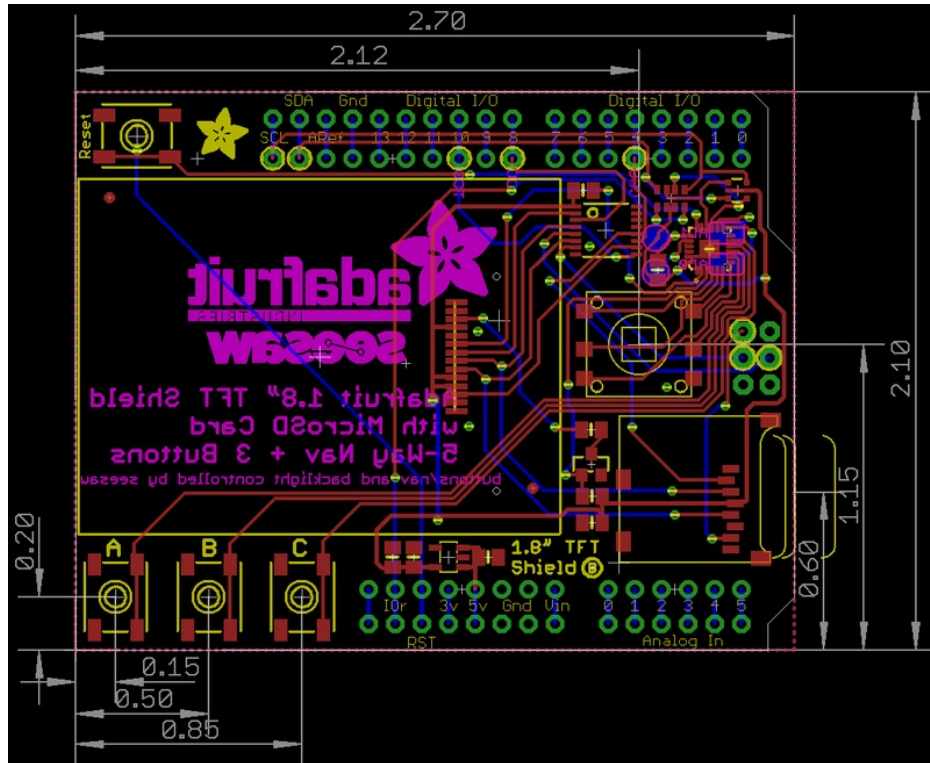 2.70
2.12
SDA Gnd Digital I/O Digital I/O
Reset
SCL ARef 13 12 11 10 9 8 7 6 5 4 3 2 1 0
adafruit
INDUSTRIES
seesaw
Adafruit 1.8" TFT Shield
with MicroSD Card
5-Way Nav + 3 Buttons
buttons/nav and backlight controlled by seesaw
2.10
1.15
0.60
0.20
A B C
1.8" TFT
Shield B
IOr 3v 5v Gnd Vin 0 1 2 3 4 5
RST Analog In
0.15
0.50
0.85